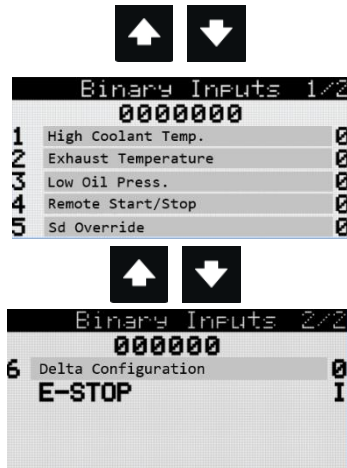 Binary Inputs 1/2
0000000
1 High Coolant Temp. 0
2 Exhaust Temperature 0
3 Low Oil Press. 0
4 Remote Start/Stop 0
5 Sd Override 0
Binary Inputs 2/2
000000
6 Delta Configuration 0
E-STOP I